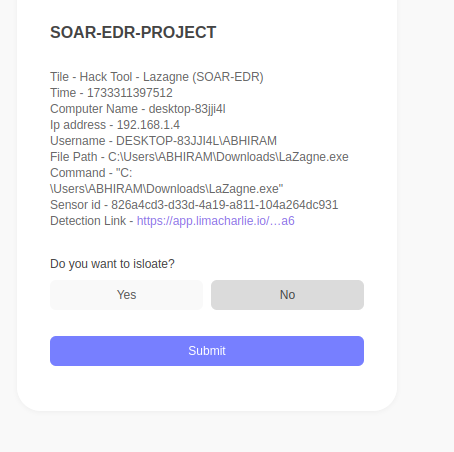 SOAR-EDR-PROJECT
Tile - Hack Tool - Lazagne (SOAR-EDR)
Time - 1733311397512
Computer Name - desktop-83jji4l
Ip address - 192.168.1.4
Username - DESKTOP-83JJI4L\ABHIRAM
File Path - C:\Users\ABHIRAM\Downloads\LaZagne.exe
Command - "C:
\Users\ABHIRAM\Downloads\LaZagne.exe"
Sensor id - 826a4cd3-d33d-4a19-a811-104a264dc931
Detection Link - https://app.limacharlie.io/…a6
Do you want to isloate?
Yes No
Submit